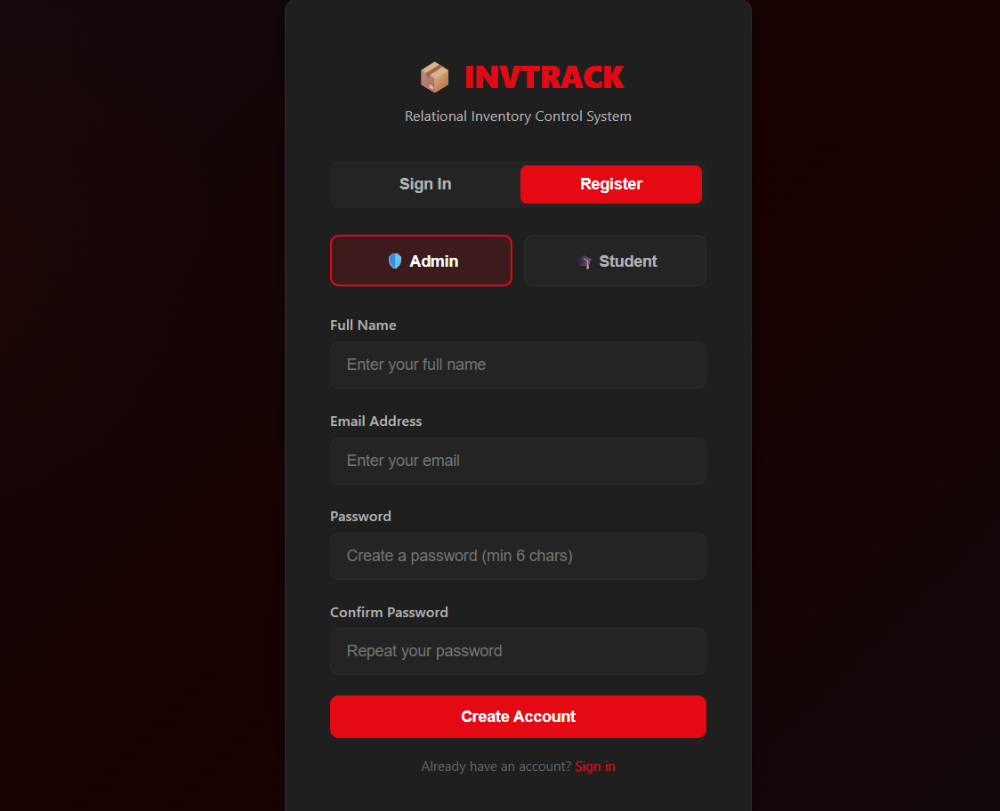 INVTRACK
Relational Inventory Control System
Sign In Register
Admin Student
Full Name
Enter your full name
Email Address
Enter your email
Password
Create a password (min 6 chars)
Confirm Password
Repeat your password
Create Account
Already have an account? Sign in